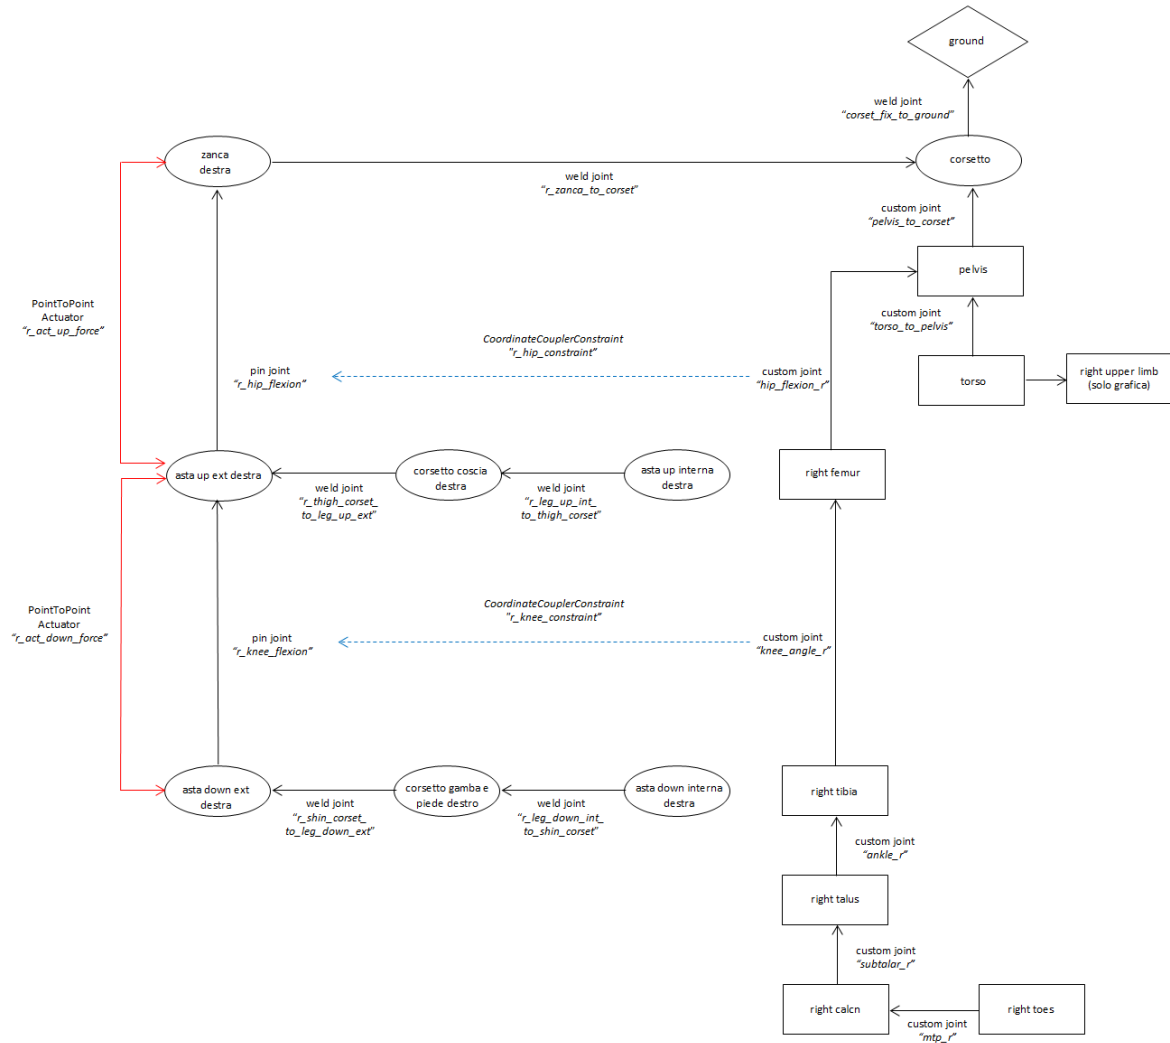 ground
weld joint
“corset_fix_to_ground”
zanca
destra
corsetto
weld joint
“r_zanca_to_corset”
custom joint
“pelvis_to_corset”
pelvis
PointToPoint
Actuator
“r_act_up_force”
custom joint
“torso_to_pelvis”
CoordinateCouplerConstraint
"r_hip_constraint"
pin joint
“r_hip_flexion”
custom joint
“hip_flexion_r”
torso
right upper limb
(solo grafica)
asta up ext destra
corsetto coscia
destra
asta up interna
destra
right femur
weld joint
“r_thigh_corset_
to_leg_up_ext”
weld joint
“r_leg_up_int_
to_thigh_corset”
PointToPoint
Actuator
“r_act_down_force”
CoordinateCouplerConstraint
"r_knee_constraint"
pin joint
“r_knee_flexion”
custom joint
“knee_angle_r”
asta down ext
destra
corsetto gamba e
piede destro
asta down interna
destra
right tibia
weld joint
“r_shin_corset_
to_leg_down_ext”
weld joint
“r_leg_down_int_
to_shin_corset”
custom joint
“ankle_r”
right talus
custom joint
“subtalar_r”
right calcn
right toes
custom joint
“mtp_r”